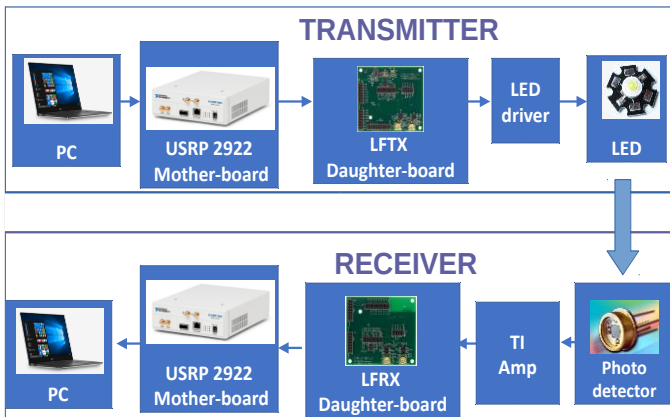 TRANSMITTER
PC
USRP 2922
Mother-board
LFTX
Daughter-board
LED
driver
LED
RECEIVER
PC
USRP 2922
Mother-board
LFRX
Daughter-board
TI
Amp
Photo
detector